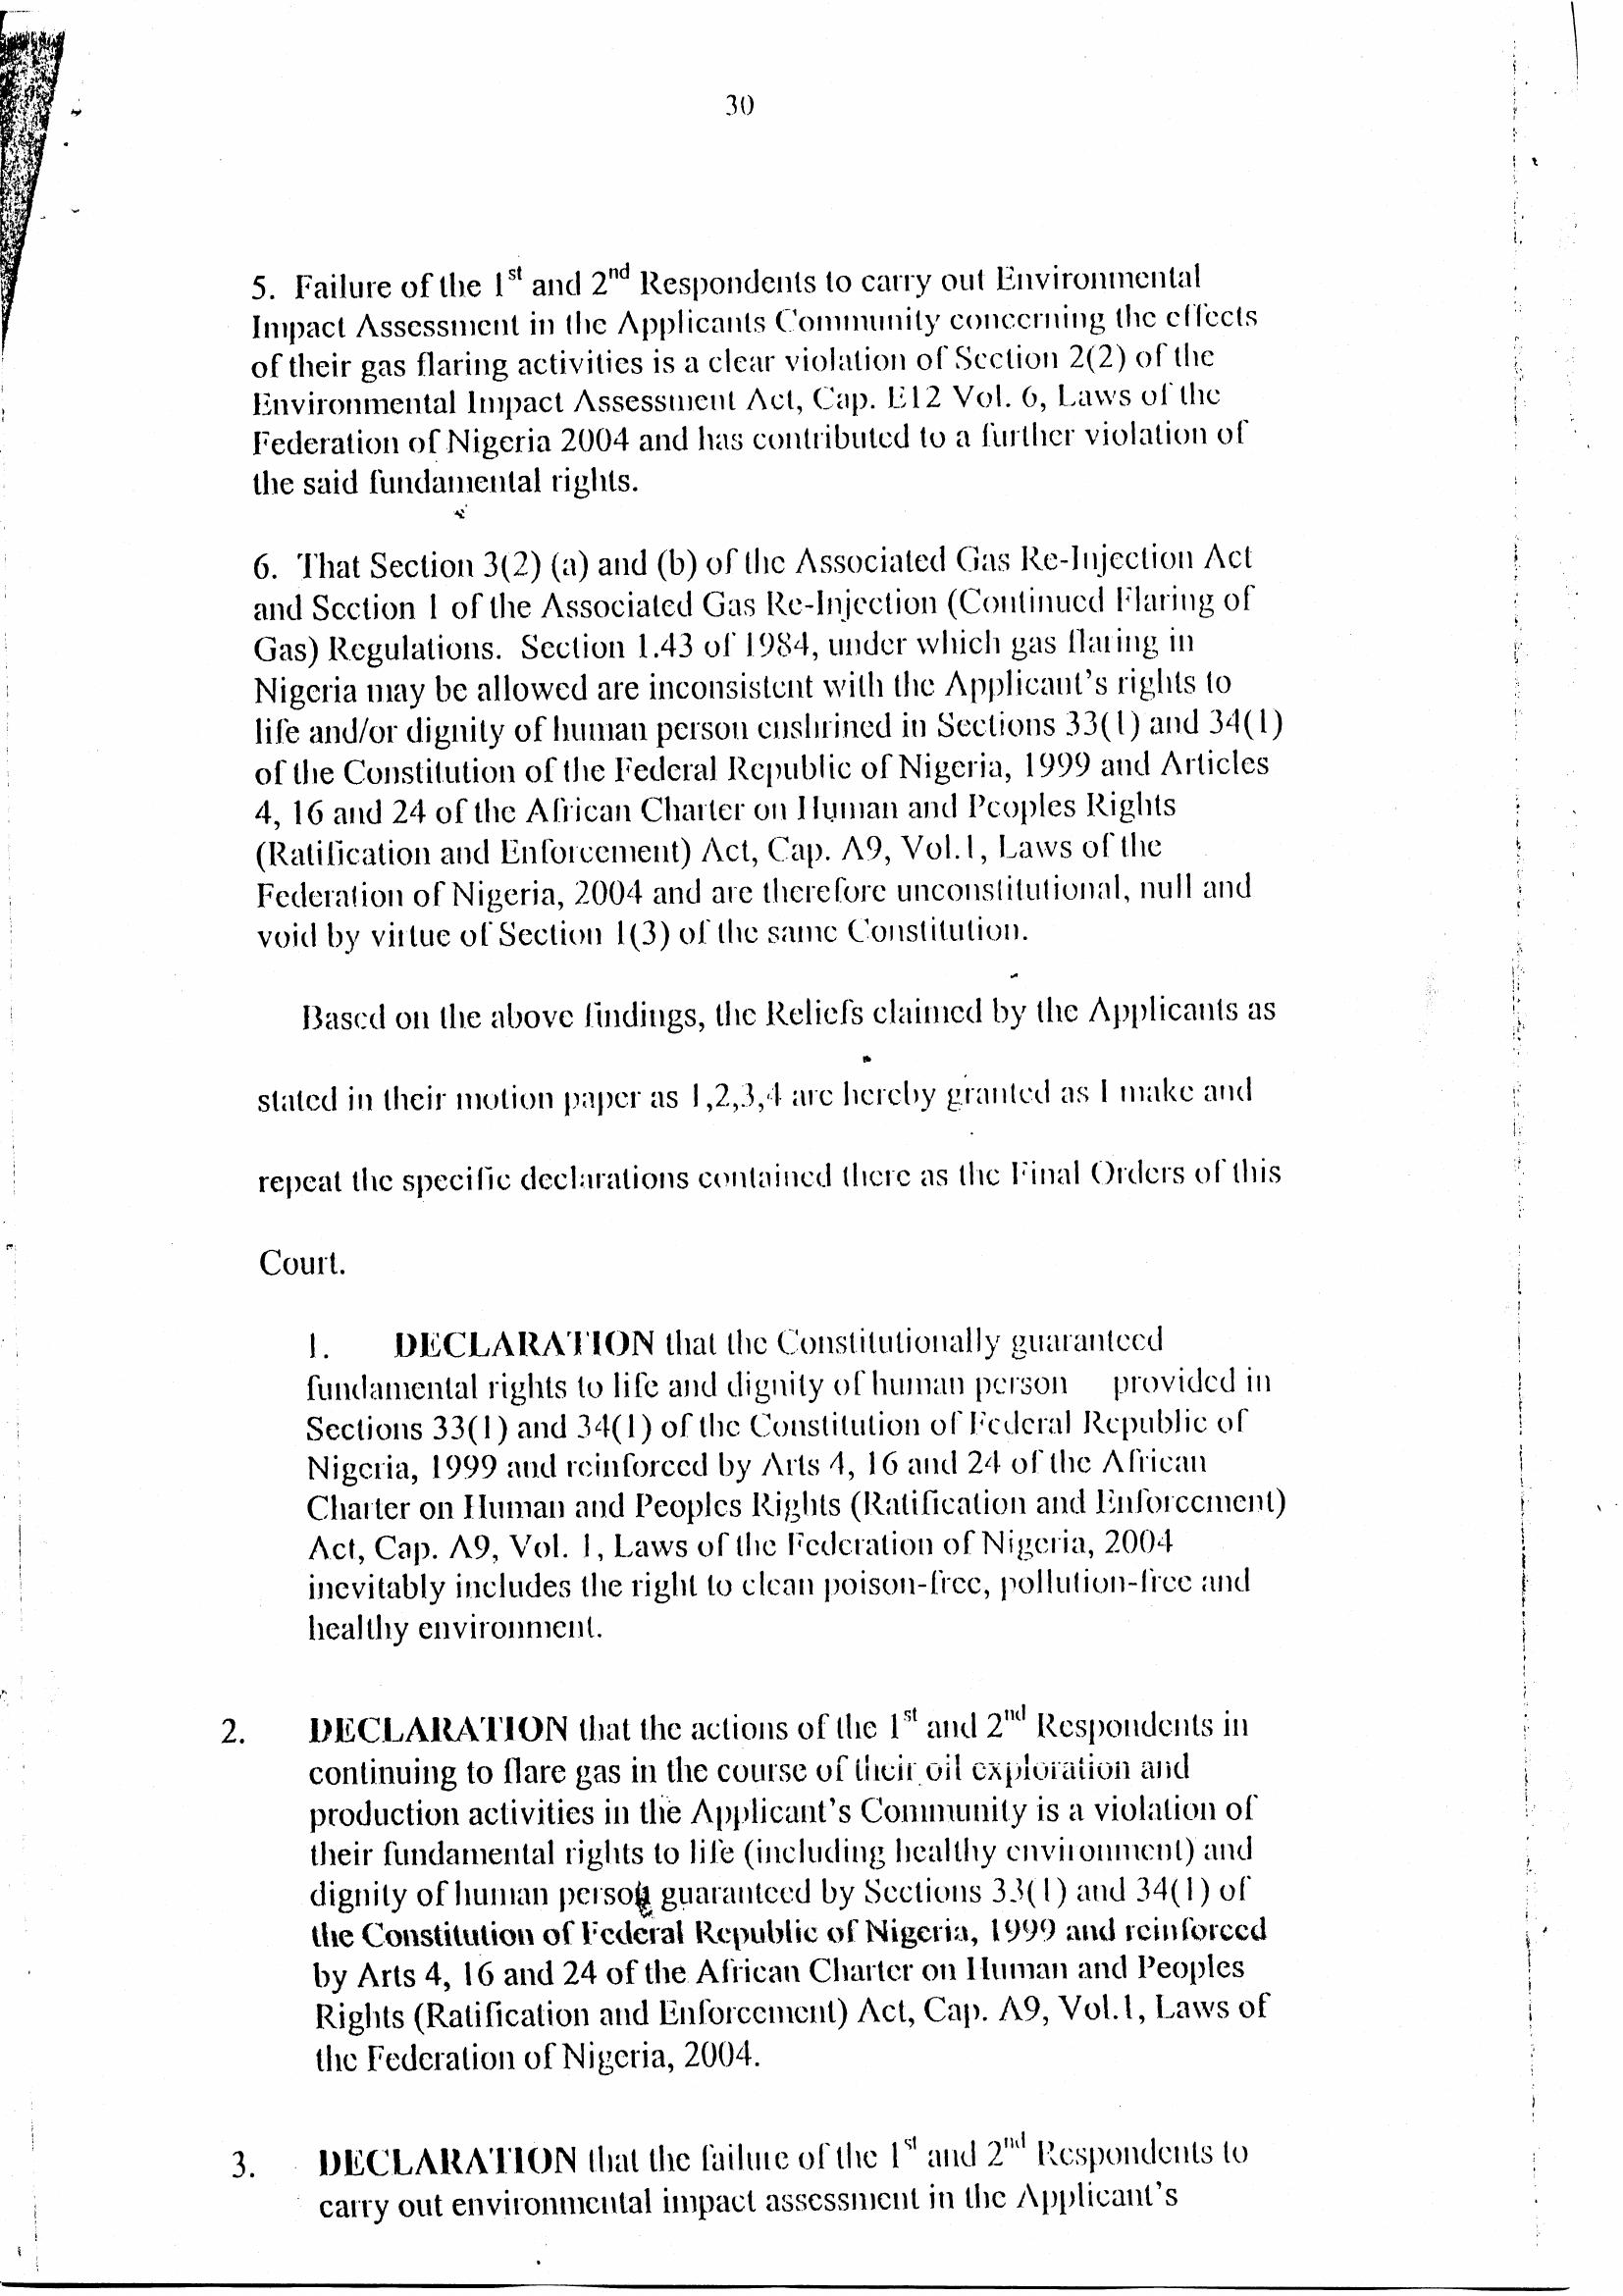 30
5. Failure of the 1st and 2nd Respondents to carry out Environmental
Impact Assessment in the Applicants Community concerning the effects
of their gas flaring activities is a clear violation of Section 2(2) of the
Environmental Impact Assessment Act, Cap. E12 Vol. 6, Laws of the
Federation of Nigeria 2004 and has contributed to a further violation of
the said fundamental rights.
6. That Section 3(2) (a) and (b) of the Associated Gas Re-Injection Act
and Section 1 of the Associated Gas Re-Injection (Continued Flaring of
Gas) Regulations. Section 1.43 of 1984, under which gas flaring in
Nigeria may be allowed are inconsistent with the Applicant's rights to
life and/or dignity of human person enshrined in Sections 33(1) and 34(1)
of the Constitution of the Federal Republic of Nigeria, 1999 and Articles
4, 16 and 24 of the African Charter on Human and Peoples Rights
(Ratification and Enforcement) Act, Cap. A9, Vol.1, Laws of the
Federation of Nigeria, 2004 and are therefore unconstitutional, null and
void by virtue of Section 1(3) of the same Constitution.
Based on the above findings, the Reliefs claimed by the Applicants as
stated in their motion paper as 1,2,3,4 are hereby granted as I make and
repeat the specific declarations contained there as the Final Orders of this
Court.
1. DECLARATION that the Constitutionally guaranteed
fundamental rights to life and dignity of human person provided in
Sections 33(1) and 34(1) of the Constitution of Federal Republic of
Nigeria, 1999 and reinforced by Arts 4, 16 and 24 of the African
Charter on Human and Peoples Rights (Ratification and Enforcement)
Act, Cap. A9, Vol. 1, Laws of the Federation of Nigeria, 2004
inevitably includes the right to clean poison-free, pollution-free and
healthy environment.
2. DECLARATION that the actions of the 1st and 2nd Respondents in
continuing to flare gas in the course of their oil exploration and
production activities in the Applicant's Community is a violation of
their fundamental rights to life (including healthy environment) and
dignity of human person guaranteed by Sections 33(1) and 34(1) of
the Constitution of Federal Republic of Nigeria, 1999 and reinforced
by Arts 4, 16 and 24 of the African Charter on Human and Peoples
Rights (Ratification and Enforcement) Act, Cap. A9, Vol.1, Laws of
the Federation of Nigeria, 2004.
3. DECLARATION that the failure of the 1st and 2nd Respondents to
carry out environmental impact assessment in the Applicant's